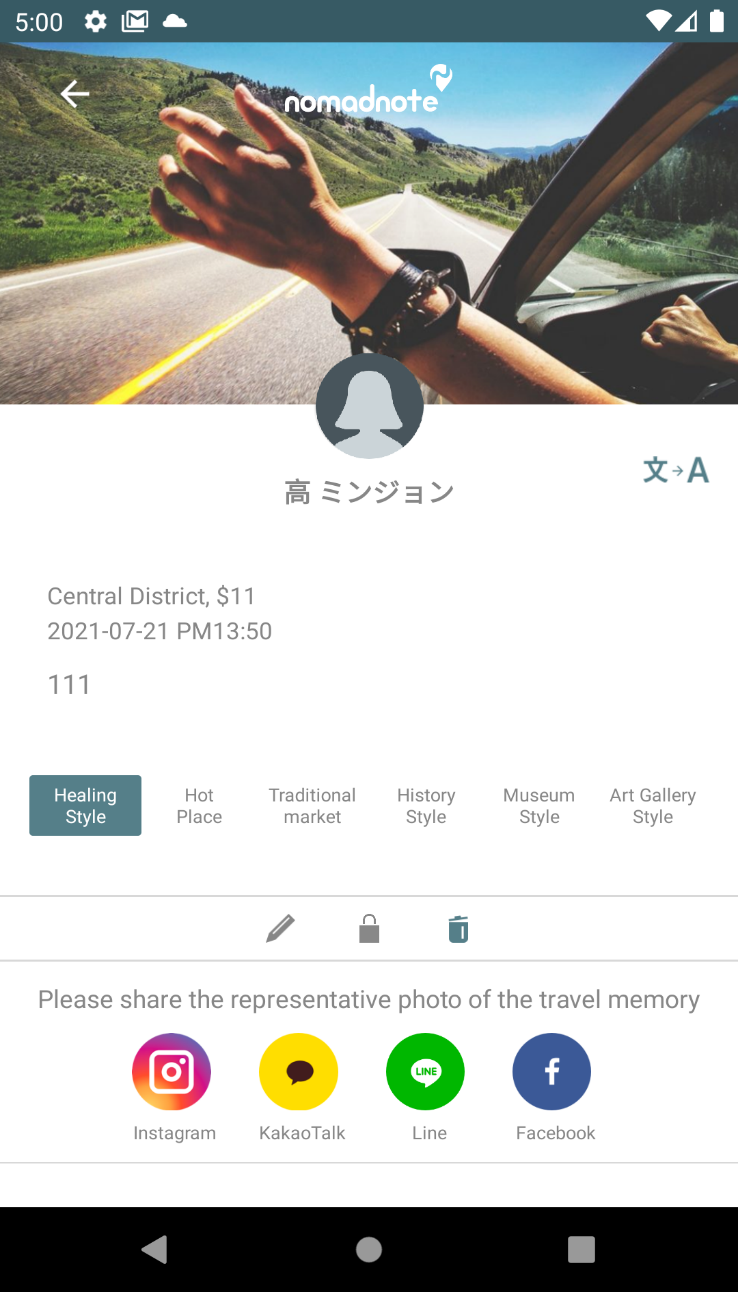 5:00
nomadnote
文→A
高 ミンジョン
Central District, $11
2021-07-21 PM13:50
111
Healing
Style
Hot
Place
Traditional
market
History
Style
Museum
Style
Art Gallery
Style
Please share the representative photo of the travel memory
LINE
Instagram
KakaoTalk
Line
Facebook